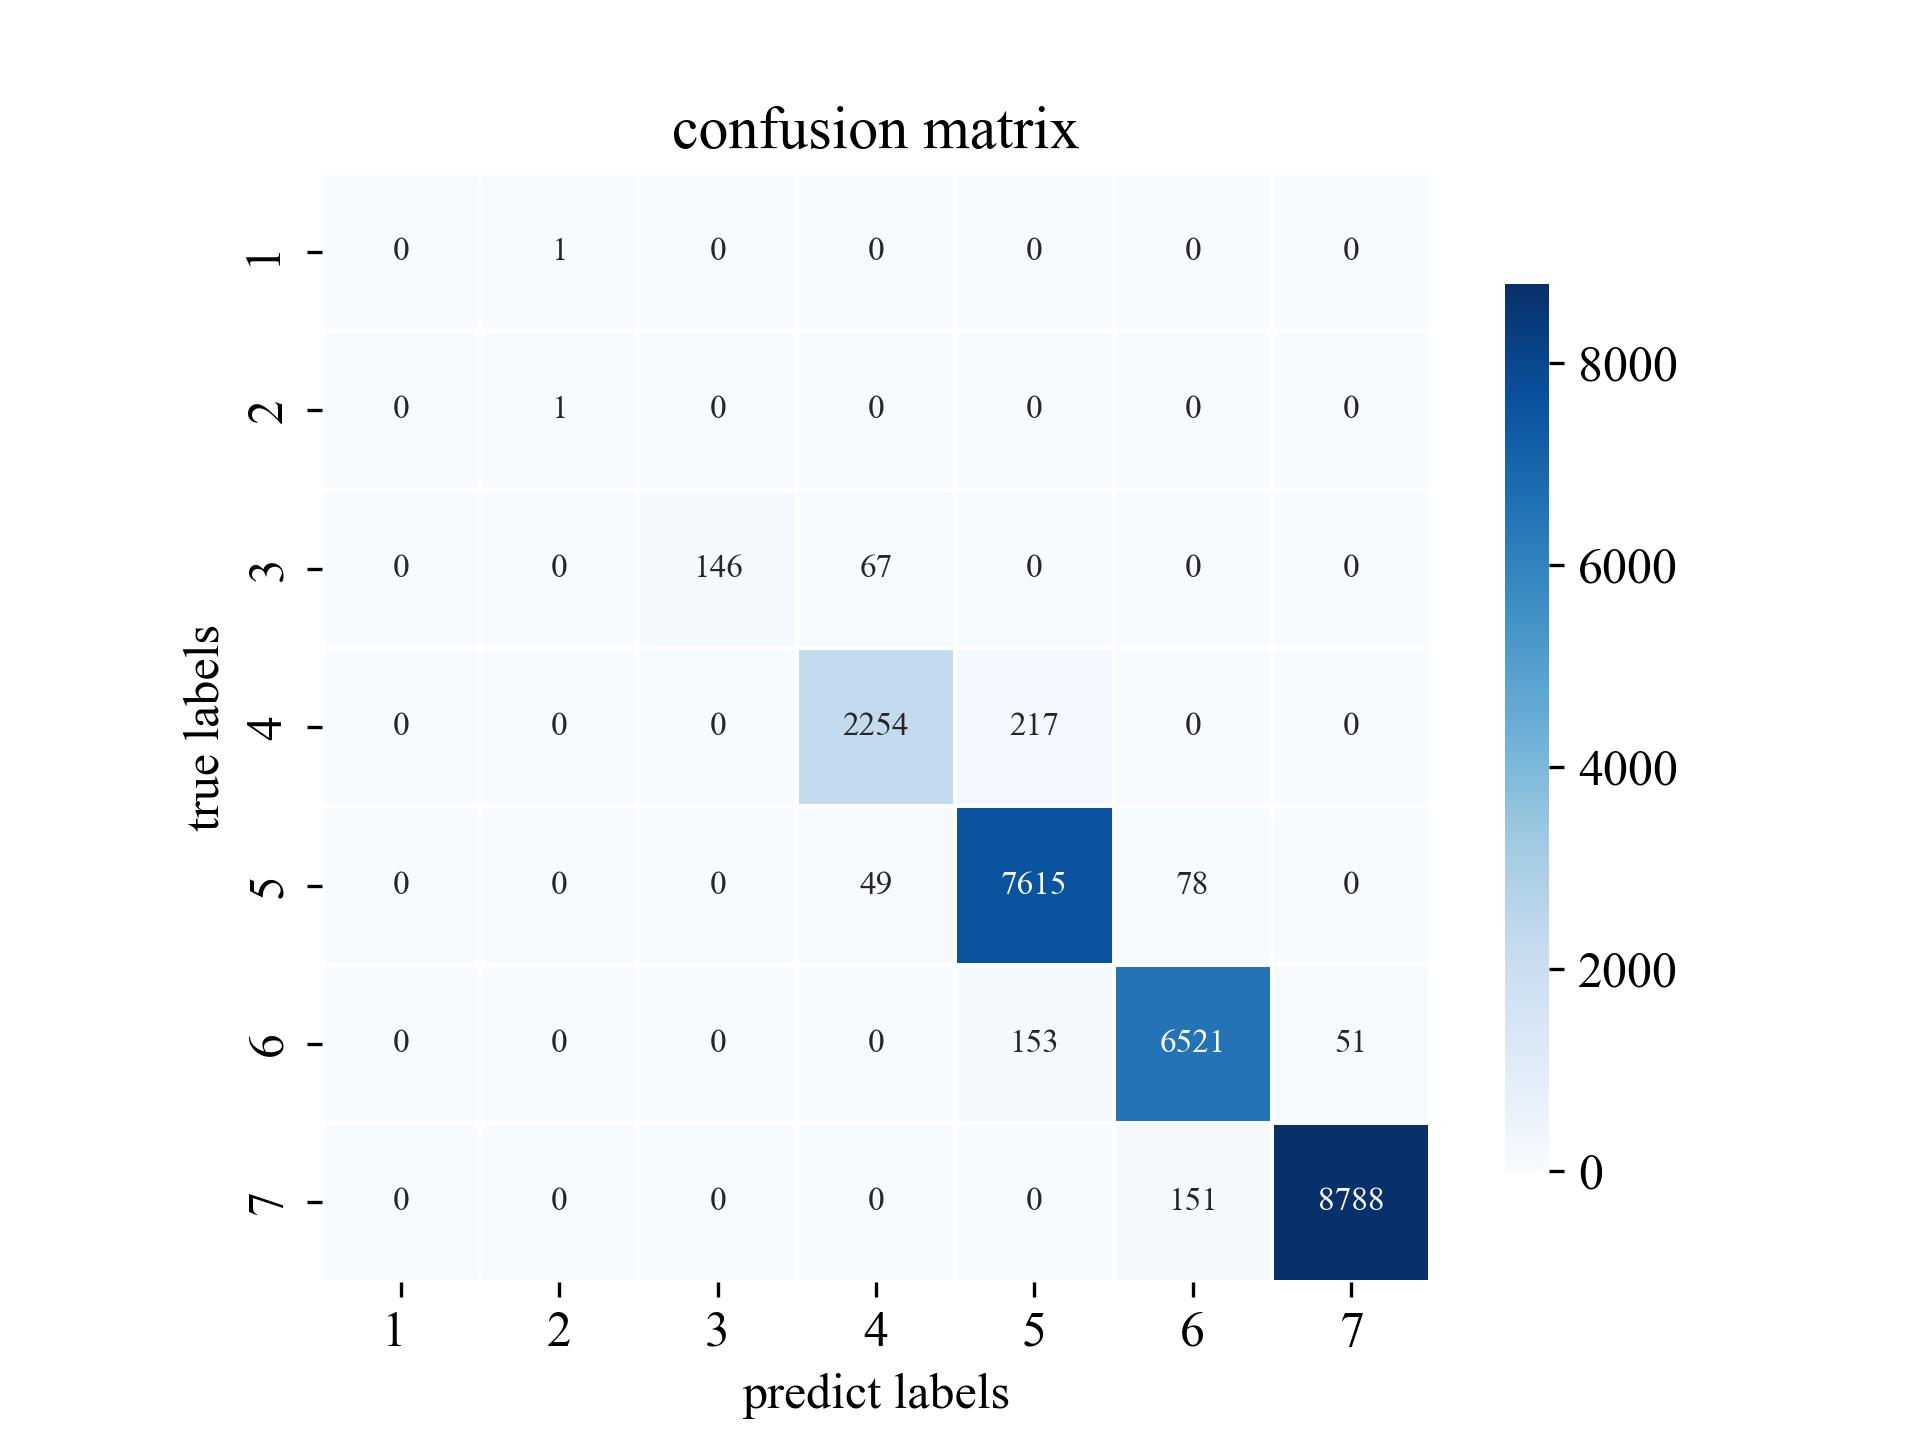 confusion matrix
1 0 1 0 0 0 0 0
2 0 1 0 0 0 0 0
3 0 0 146 67 0 0 0
4 0 0 0 2254 217 0 0
5 0 0 0 49 7615 78 0
6 0 0 0 0 153 6521 51
7 0 0 0 0 0 151 8788
1 2 3 4 5 6 7
predict labels
true labels
8000
6000
4000
2000
0